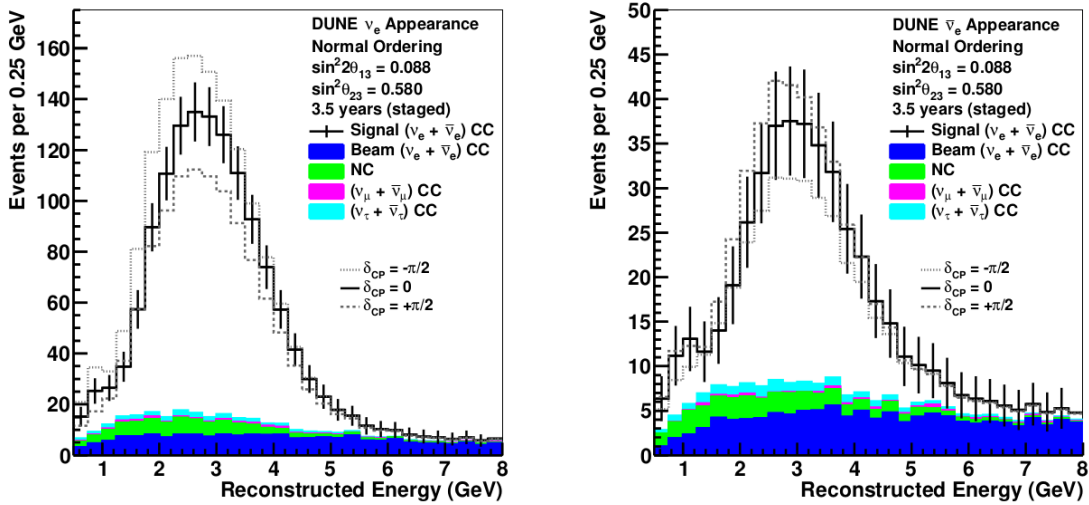 Events per 0.25 GeV
160
140
120
100
80
60
40
20
0
1 2 3 4 5 6 7 8
Reconstructed Energy (GeV)
DUNE νe Appearance
Normal Ordering
sin²2θ13 = 0.088
sin²θ23 = 0.580
3.5 years (staged)
Signal (νe + ν̄e) CC
Beam (νe + ν̄e) CC
NC
(νμ + ν̄μ) CC
(ντ + ν̄τ) CC
δCP = -π/2
δCP = 0
δCP = +π/2
Events per 0.25 GeV
50
45
40
35
30
25
20
15
10
5
0
1 2 3 4 5 6 7 8
Reconstructed Energy (GeV)
DUNE ν̄e Appearance
Normal Ordering
sin²2θ13 = 0.088
sin²θ23 = 0.580
3.5 years (staged)
Signal (νe + ν̄e) CC
Beam (νe + ν̄e) CC
NC
(νμ + ν̄μ) CC
(ντ + ν̄τ) CC
δCP = -π/2
δCP = 0
δCP = +π/2